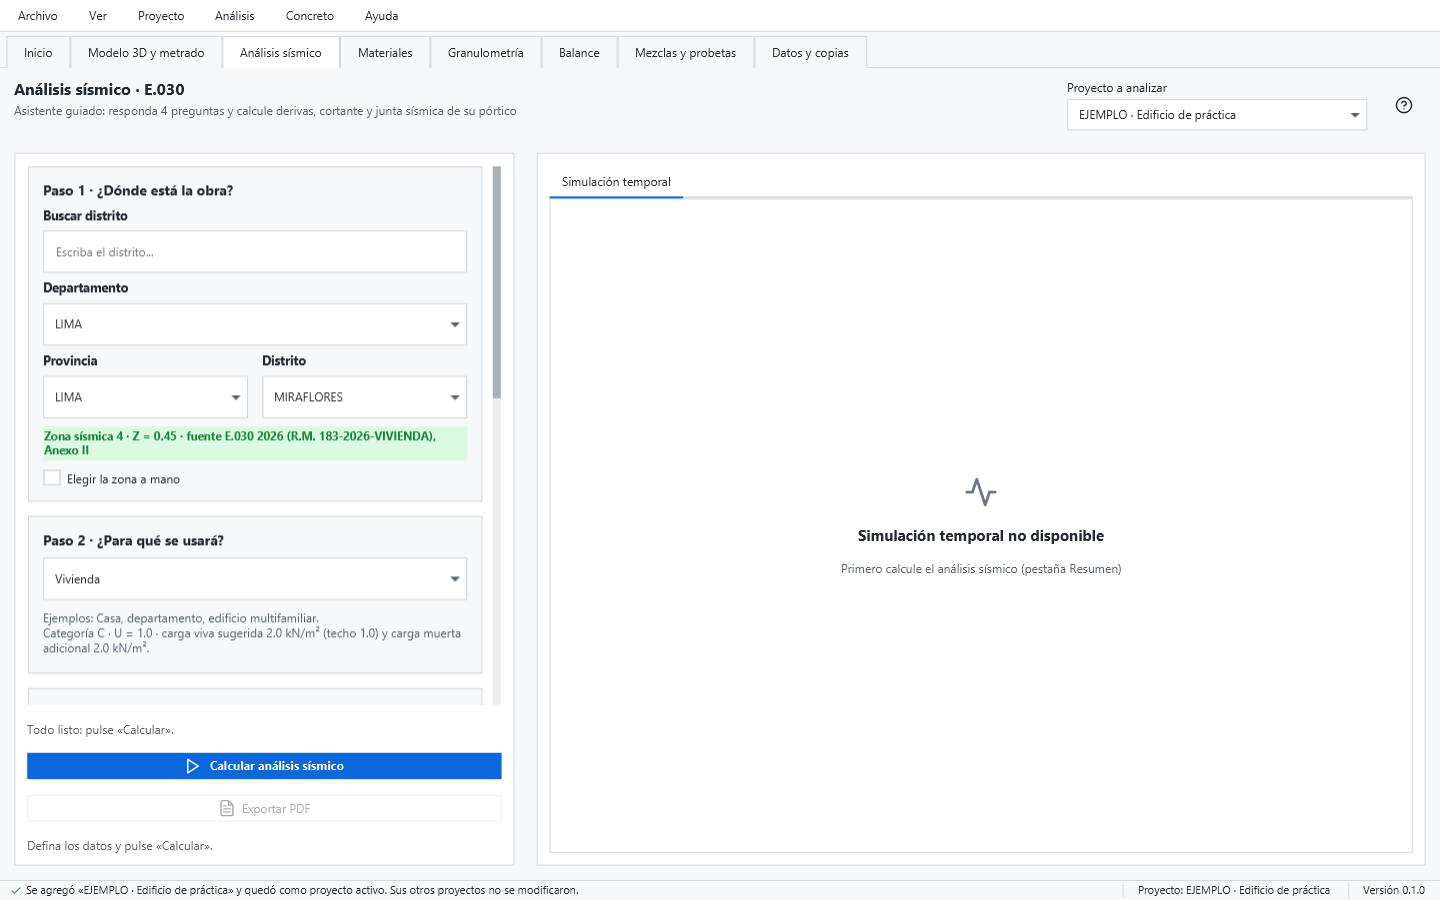 Archivo
Ver
Proyecto
Análisis
Concreto
Ayuda
Inicio
Modelo 3D y metrado
Análisis sísmico
Materiales
Granulometría
Balance
Mezclas y probetas
Datos y copias
Análisis sísmico · E.030
Asistente guiado: responda 4 preguntas y calcule derivas, cortante y junta sísmica de su pórtico
Proyecto a analizar
EJEMPLO · Edificio de práctica
Paso 1 · ¿Dónde está la obra?
Buscar distrito
Escriba el distrito...
Departamento
LIMA
Provincia
Distrito
LIMA
MIRAFLORES
Zona sísmica 4 · Z = 0.45 · fuente E.030 2026 (R.M. 183-2026-VIVIENDA),
Anexo II
Elegir la zona a mano
Paso 2 · ¿Para qué se usará?
Vivienda
Ejemplos: Casa, departamento, edificio multifamiliar.
Categoría C · U = 1.0 · carga viva sugerida 2.0 kN/m² (techo 1.0) y carga muerta
adicional 2.0 kN/m².
Todo listo: pulse «Calcular».
Calcular análisis sísmico
Exportar PDF
Defina los datos y pulse «Calcular».
Simulación temporal
Simulación temporal no disponible
Primero calcule el análisis sísmico (pestaña Resumen)
Se agregó «EJEMPLO · Edificio de práctica» y quedó como proyecto activo. Sus otros proyectos no se modificaron.
Proyecto: EJEMPLO · Edificio de práctica
Versión 0.1.0